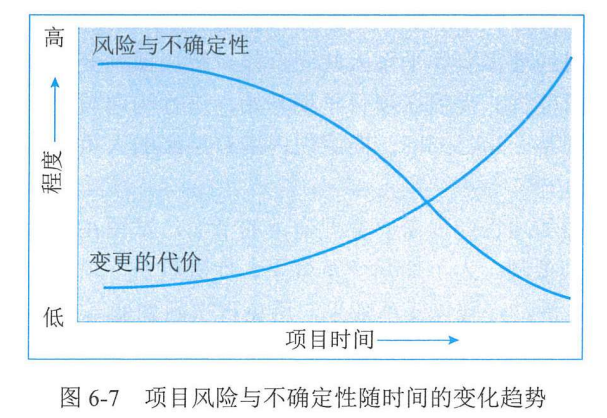 高
风险与不确定性
程度
变更的代价
低
项目时间
图 6-7 项目风险与不确定性随时间的变化趋势